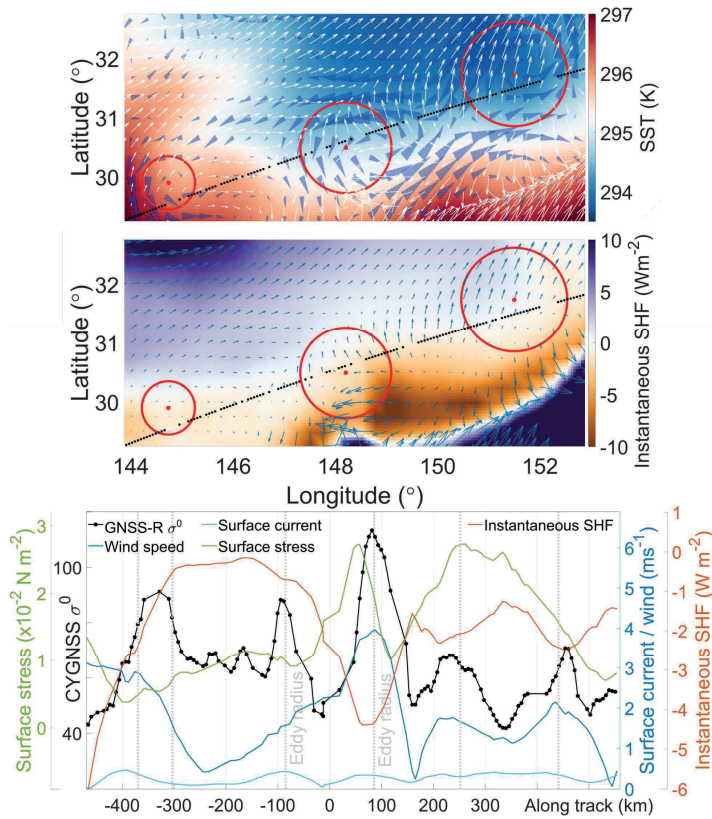 297
32
296
31
295
30
294
Latitude (°)
SST (K)
10
32
5
31
0
30
-5
-10
Latitude (°)
Instantaneous SHF (Wm⁻²)
144 146 148 150 152
Longitude (°)
GNSS-R σ⁰ Surface current Instantaneous SHF
Wind speed Surface stress
3 6 1
100 5 0
2 4 -1
3 -2
1 2 -3
40 1 -4
0 0 -5
-6
Surface stress (x10⁻² N m⁻²)
CYGNSS σ⁰
Eddy radius
Eddy radius
Surface current / wind (ms⁻¹)
Instantaneous SHF (W m⁻²)
-400 -300 -200 -100 0 100 200 300 400 Along track (km)